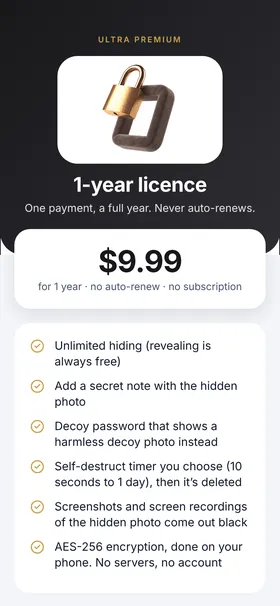 ULTRA PREMIUM
1-year licence
One payment, a full year. Never auto-renews.
$9.99
for 1 year · no auto-renew · no subscription
Unlimited hiding (revealing is
always free)
Add a secret note with the hidden
photo
Decoy password that shows a
harmless decoy photo instead
Self-destruct timer you choose (10
seconds to 1 day), then it’s deleted
Screenshots and screen recordings
of the hidden photo come out black
AES-256 encryption, done on your
phone. No servers, no account